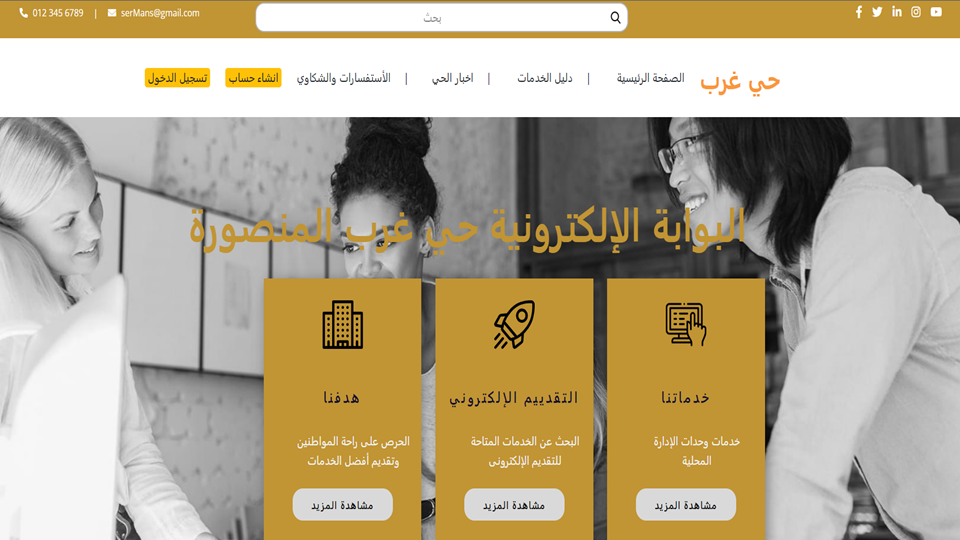 012 345 6789 | serMans@gmail.com
بحث
حي غرب
الصفحة الرئيسية | دليل الخدمات | اخبار الحي | الأستفسارات والشكاوي انشاء حساب تسجيل الدخول
البوابة الإلكترونية حي غرب المنصورة
خدماتنا
خدمات وحدات الإدارة
المحلية
مشاهدة المزيد
التقدييم الإلكتروني
البحث عن الخدمات المتاحة
للتقديم الإلكترونى
مشاهدة المزيد
هدفنا
الحرص على راحة المواطنين
وتقديم أفضل الخدمات
مشاهدة المزيد